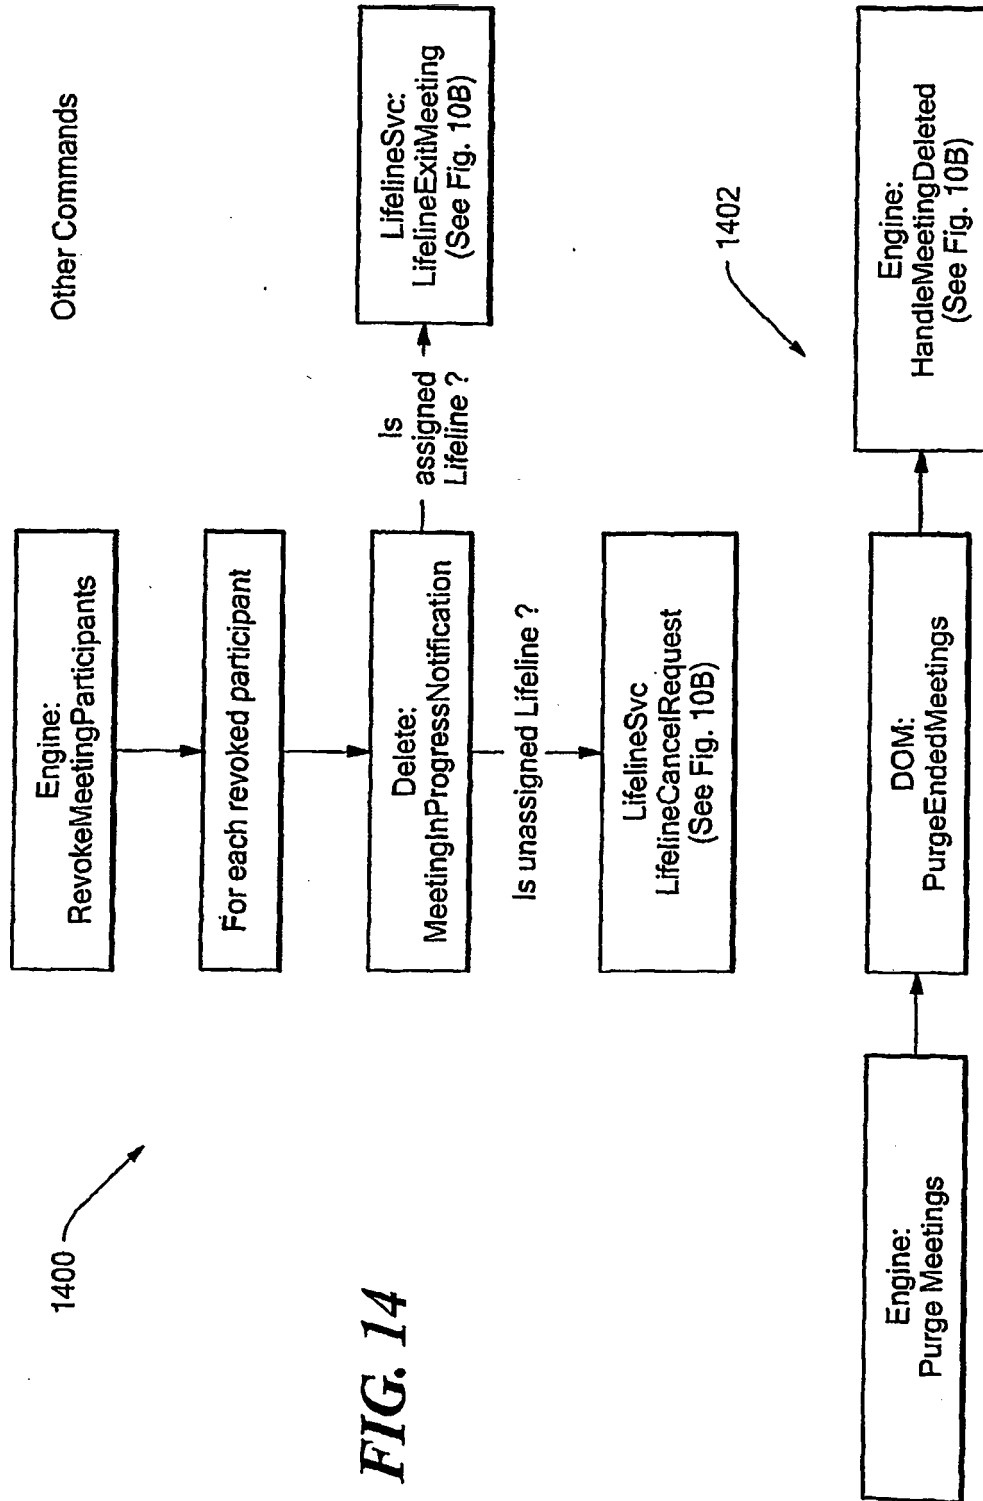 Other Commands
1400
Engine:
RevokeMeetingParticipants
For each revoked participant
Delete:
MeetingInProgressNotification
Is
assigned
Lifeline ?
LifelineSvc:
LifelineExitMeeting
(See Fig. 10B)
Is unassigned Lifeline ?
LifelineSvc
LifelineCancelRequest
(See Fig. 10B)
FIG. 14
1402
Engine:
Purge Meetings
DOM:
PurgeEndedMeetings
Engine:
HandleMeetingDeleted
(See Fig. 10B)